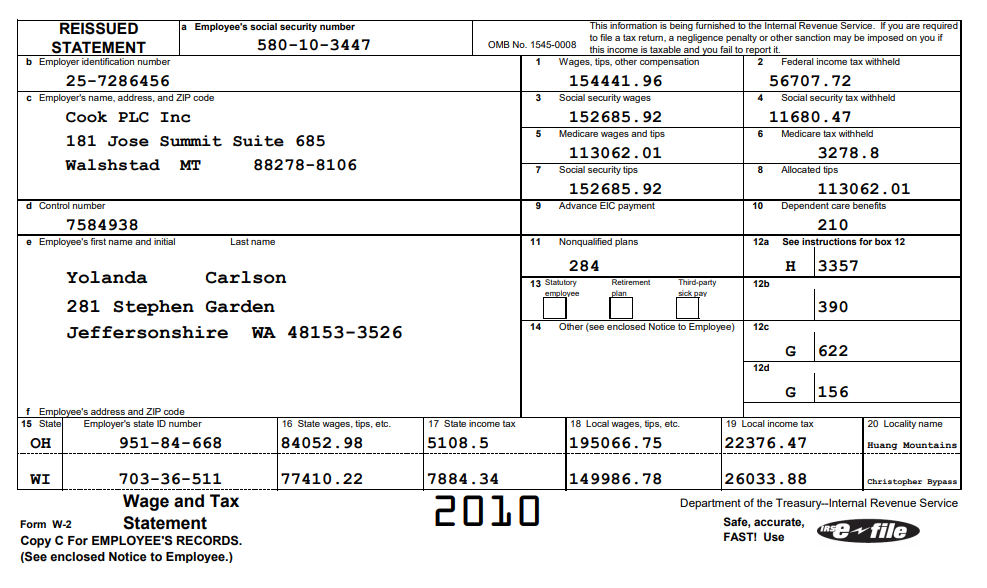 REISSUED
STATEMENT
a Employee's social security number
580-10-3447
OMB No. 1545-0008
This information is being furnished to the Internal Revenue Service. If you are required
to file a tax return, a negligence penalty or other sanction may be imposed on you if
this income is taxable and you fail to report it.
b Employer identification number
25-7286456
1 Wages, tips, other compensation
154441.96
2 Federal income tax withheld
56707.72
c Employer's name, address, and ZIP code
Cook PLC Inc
181 Jose Summit Suite 685
Walshstad MT 88278-8106
3 Social security wages
152685.92
4 Social security tax withheld
11680.47
5 Medicare wages and tips
113062.01
6 Medicare tax withheld
3278.8
7 Social security tips
152685.92
8 Allocated tips
113062.01
d Control number
7584938
9 Advance EIC payment
10 Dependent care benefits
210
e Employee's first name and initial Last name
Yolanda Carlson
281 Stephen Garden
Jeffersonshire WA 48153-3526
f Employee's address and ZIP code
11 Nonqualified plans
284
12a See instructions for box 12
H 3357
13 Statutory employee
Retirement plan
Third-party sick pay
12b
390
14 Other (see enclosed Notice to Employee)
12c
G 622
12d
G 156
15 State Employer's state ID number 16 State wages, tips, etc. 17 State income tax 18 Local wages, tips, etc. 19 Local income tax 20 Locality name
OH 951-84-668 84052.98 5108.5 195066.75 22376.47 Huang Mountains
WI 703-36-511 77410.22 7884.34 149986.78 26033.88 Christopher Bypass
Form W-2 Wage and Tax Statement
2010
Department of the Treasury--Internal Revenue Service
Copy C For EMPLOYEE'S RECORDS.
(See enclosed Notice to Employee.)
Safe, accurate,
FAST! Use
IRS e-file